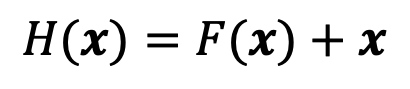 H(x) = F(x) + x